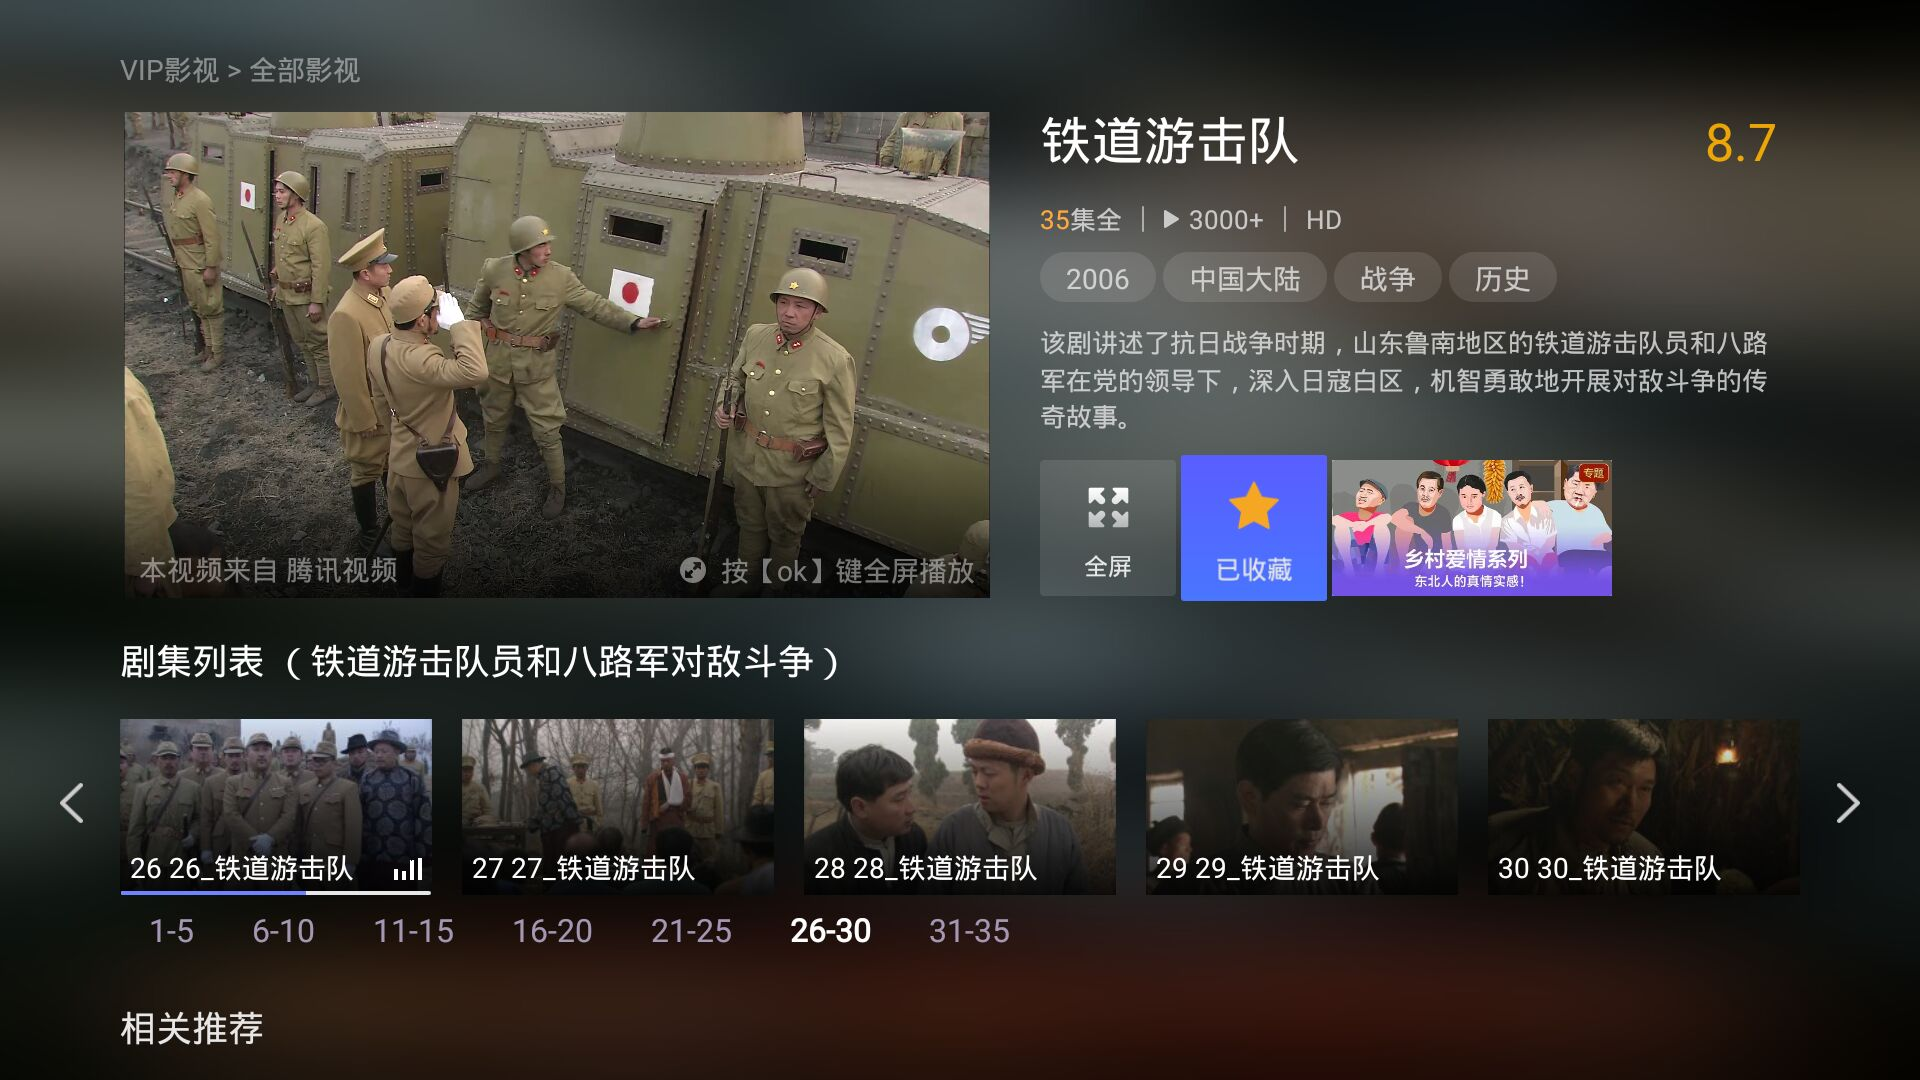 VIP影视 > 全部影视
铁道游击队
8.7
35集全 | 3000+ | HD
2006 中国大陆 战争 历史
该剧讲述了抗日战争时期，山东鲁南地区的铁道游击队员和八路
军在党的领导下，深入日寇白区，机智勇敢地开展对敌斗争的传
奇故事。
本视频来自 腾讯视频
按【ok】键全屏播放
全屏
已收藏
专题
乡村爱情系列
东北人的真情实感！
剧集列表（铁道游击队员和八路军对敌斗争）
26 26_铁道游击队
27 27_铁道游击队
28 28_铁道游击队
29 29_铁道游击队
30 30_铁道游击队
1-5 6-10 11-15 16-20 21-25 26-30 31-35
相关推荐